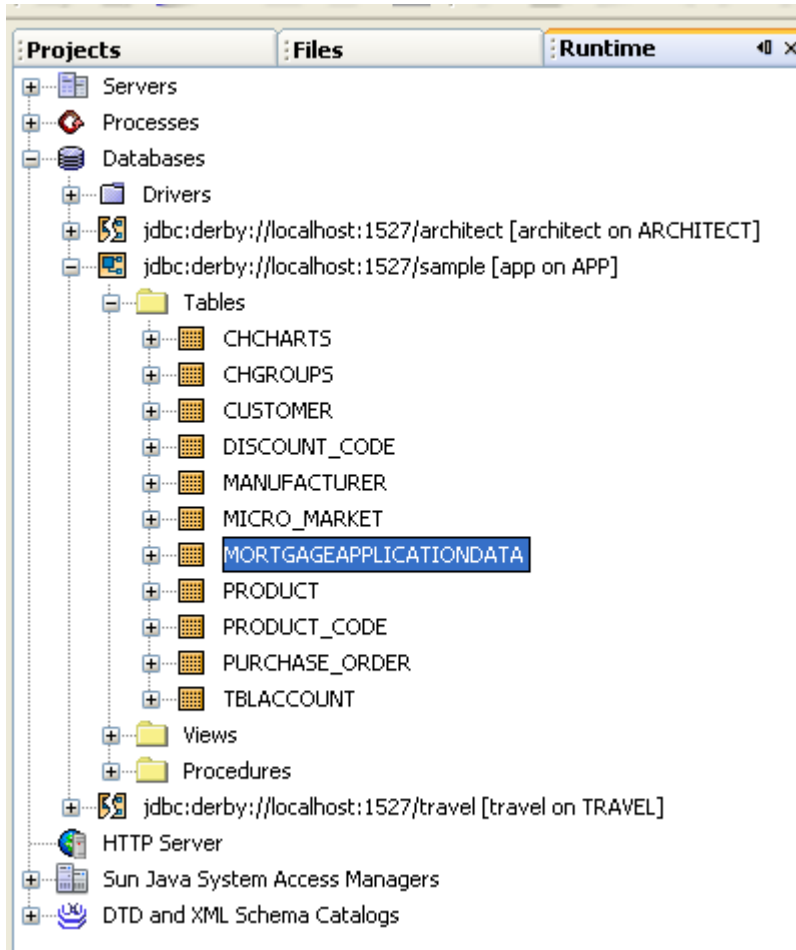 Projects Files Runtime
Servers
Processes
Databases
Drivers
jdbc:derby://localhost:1527/architect [architect on ARCHITECT]
jdbc:derby://localhost:1527/sample [app on APP]
Tables
CHCHARTS
CHGROUPS
CUSTOMER
DISCOUNT_CODE
MANUFACTURER
MICRO_MARKET
MORTGAGEAPPLICATIONDATA
PRODUCT
PRODUCT_CODE
PURCHASE_ORDER
TBLACCOUNT
Views
Procedures
jdbc:derby://localhost:1527/travel [travel on TRAVEL]
HTTP Server
Sun Java System Access Managers
DTD and XML Schema Catalogs